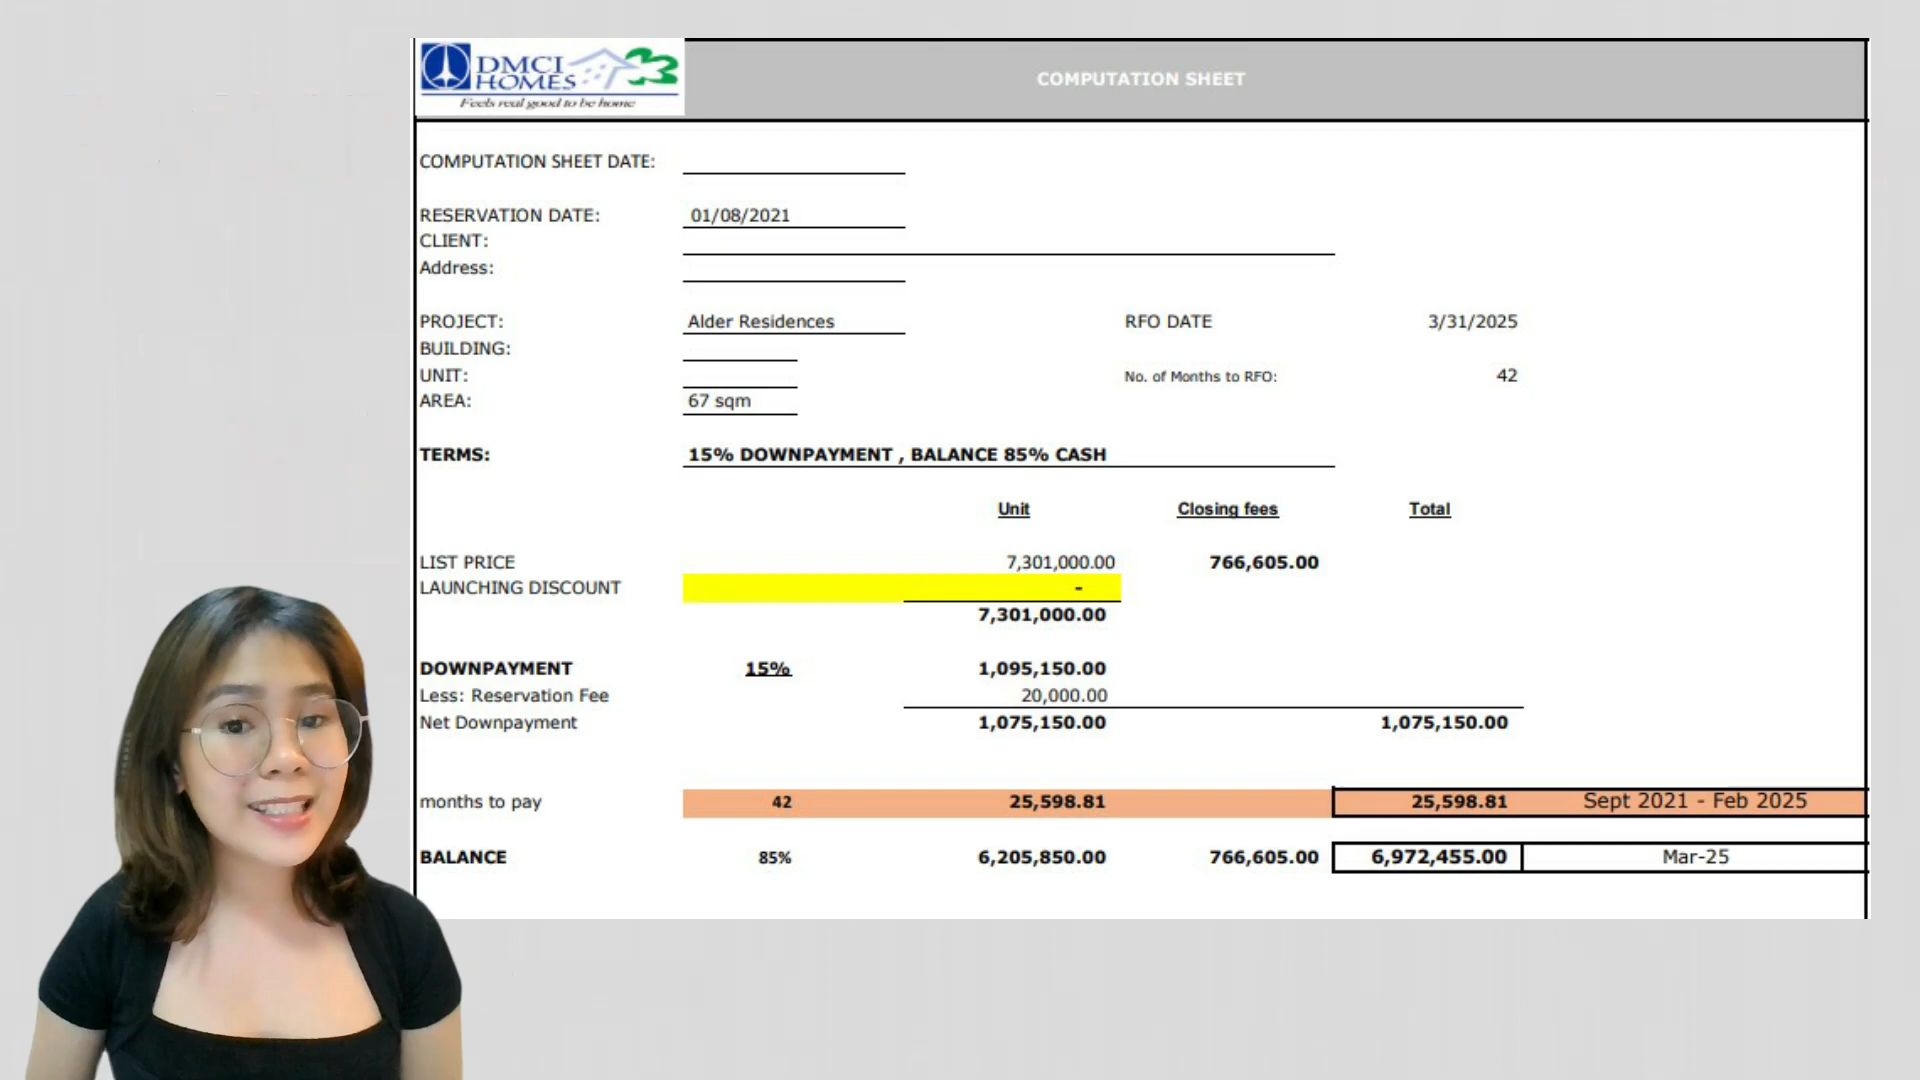 DMCI HOMES
Feels real good to be home
COMPUTATION SHEET
COMPUTATION SHEET DATE:
RESERVATION DATE: 01/08/2021
CLIENT:
Address:
PROJECT: Alder Residences RFO DATE 3/31/2025
BUILDING:
UNIT: No. of Months to RFO: 42
AREA: 67 sqm
TERMS: 15% DOWNPAYMENT , BALANCE 85% CASH
Unit Closing fees Total
LIST PRICE 7,301,000.00 766,605.00
LAUNCHING DISCOUNT -
7,301,000.00
DOWNPAYMENT 15% 1,095,150.00
Less: Reservation Fee 20,000.00
Net Downpayment 1,075,150.00 1,075,150.00
months to pay 42 25,598.81 25,598.81 Sept 2021 - Feb 2025
BALANCE 85% 6,205,850.00 766,605.00 6,972,455.00 Mar-25